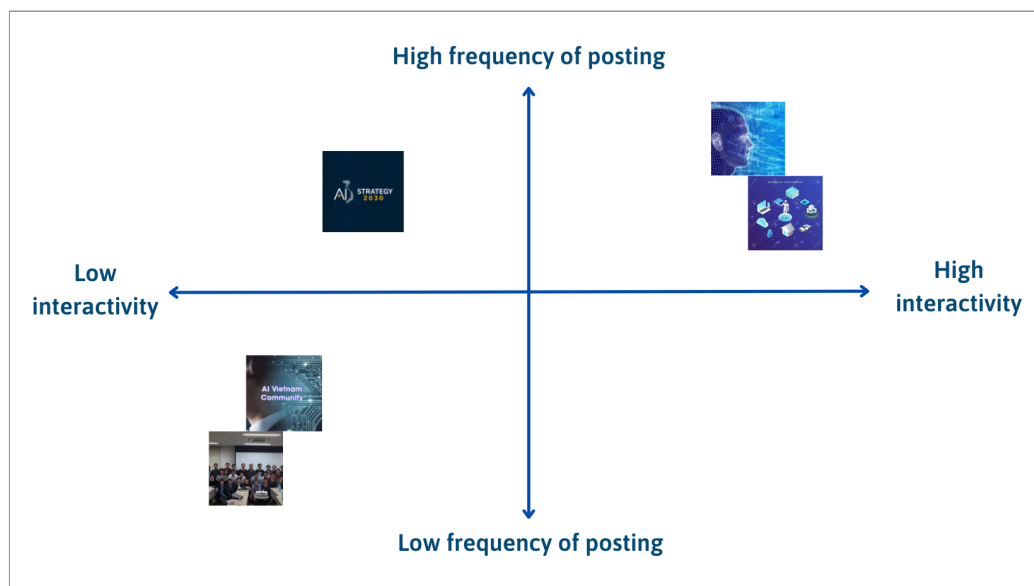 High frequency of posting
AI STRATEGY
2030
Low
interactivity
High
interactivity
AI Vietnam
Community
Low frequency of posting